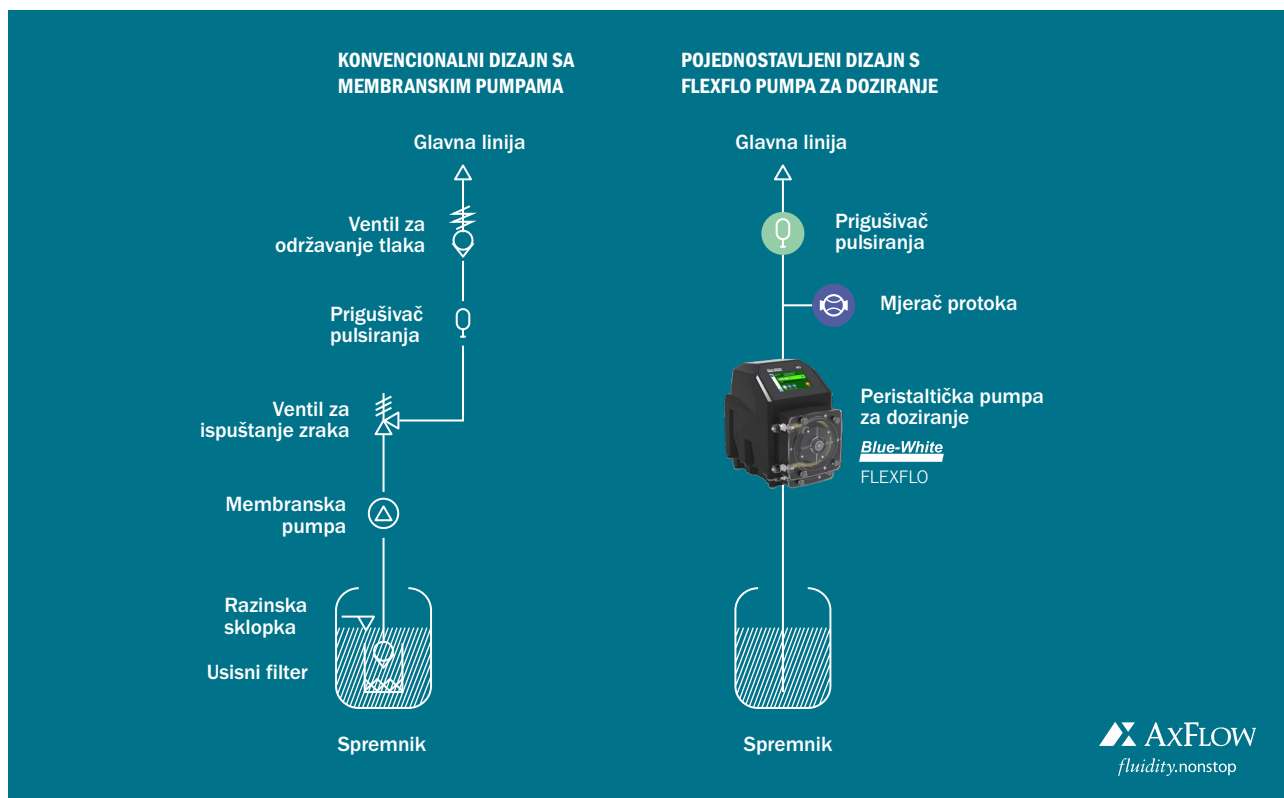 KONVENCIONALNI DIZAJN SA
MEMBRANSKIM PUMPAMA
Glavna linija
Ventil za
održavanje tlaka
Prigušivač
pulsiranja
Ventil za
ispuštanje zraka
Membranska
pumpa
Razinska
sklopka
Usisni filter
Spremnik
POJEDNOSTAVLJENI DIZAJN S
FLEXFLO PUMPA ZA DOZIRANJE
Glavna linija
Prigušivač
pulsiranja
Mjerač protoka
Peristaltička pumpa
za doziranje
Blue-White
FLEXFLO
Spremnik
AXFLOW
fluidity.nonstop